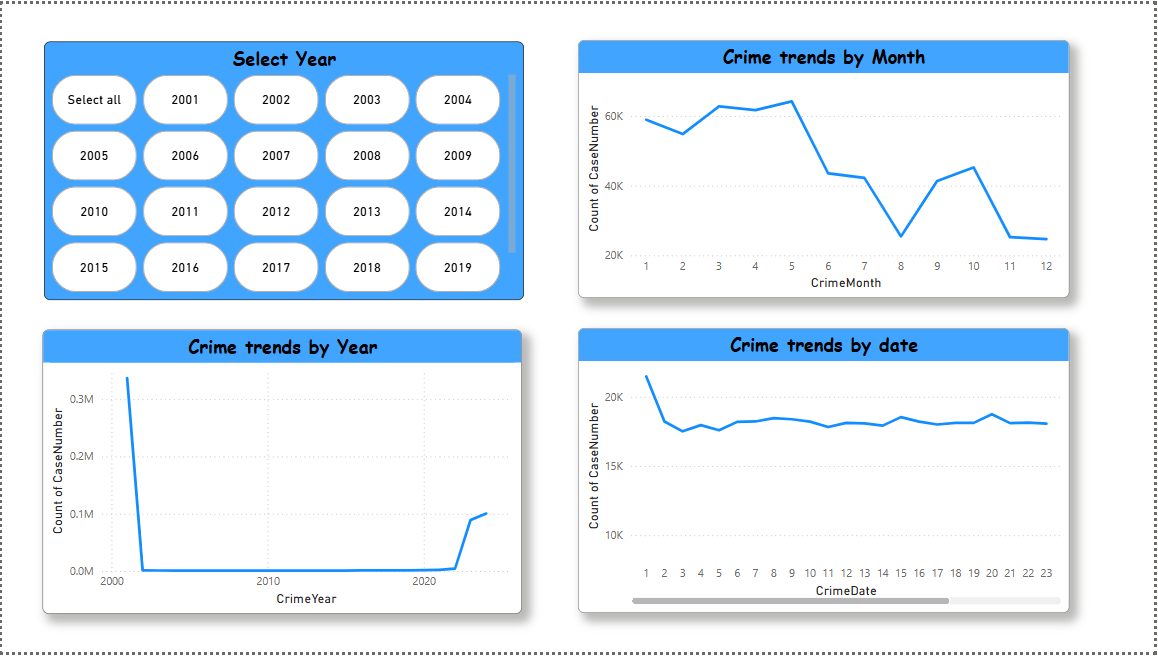 Select Year
Select all 2001 2002 2003 2004
2005 2006 2007 2008 2009
2010 2011 2012 2013 2014
2015 2016 2017 2018 2019
Crime trends by Month
Count of CaseNumber
60K
40K
20K
1 2 3 4 5 6 7 8 9 10 11 12
CrimeMonth
Crime trends by Year
Count of CaseNumber
0.3M
0.2M
0.1M
0.0M
2000 2010 2020
CrimeYear
Crime trends by date
Count of CaseNumber
20K
15K
10K
1 2 3 4 5 6 7 8 9 10 11 12 13 14 15 16 17 18 19 20 21 22 23
CrimeDate